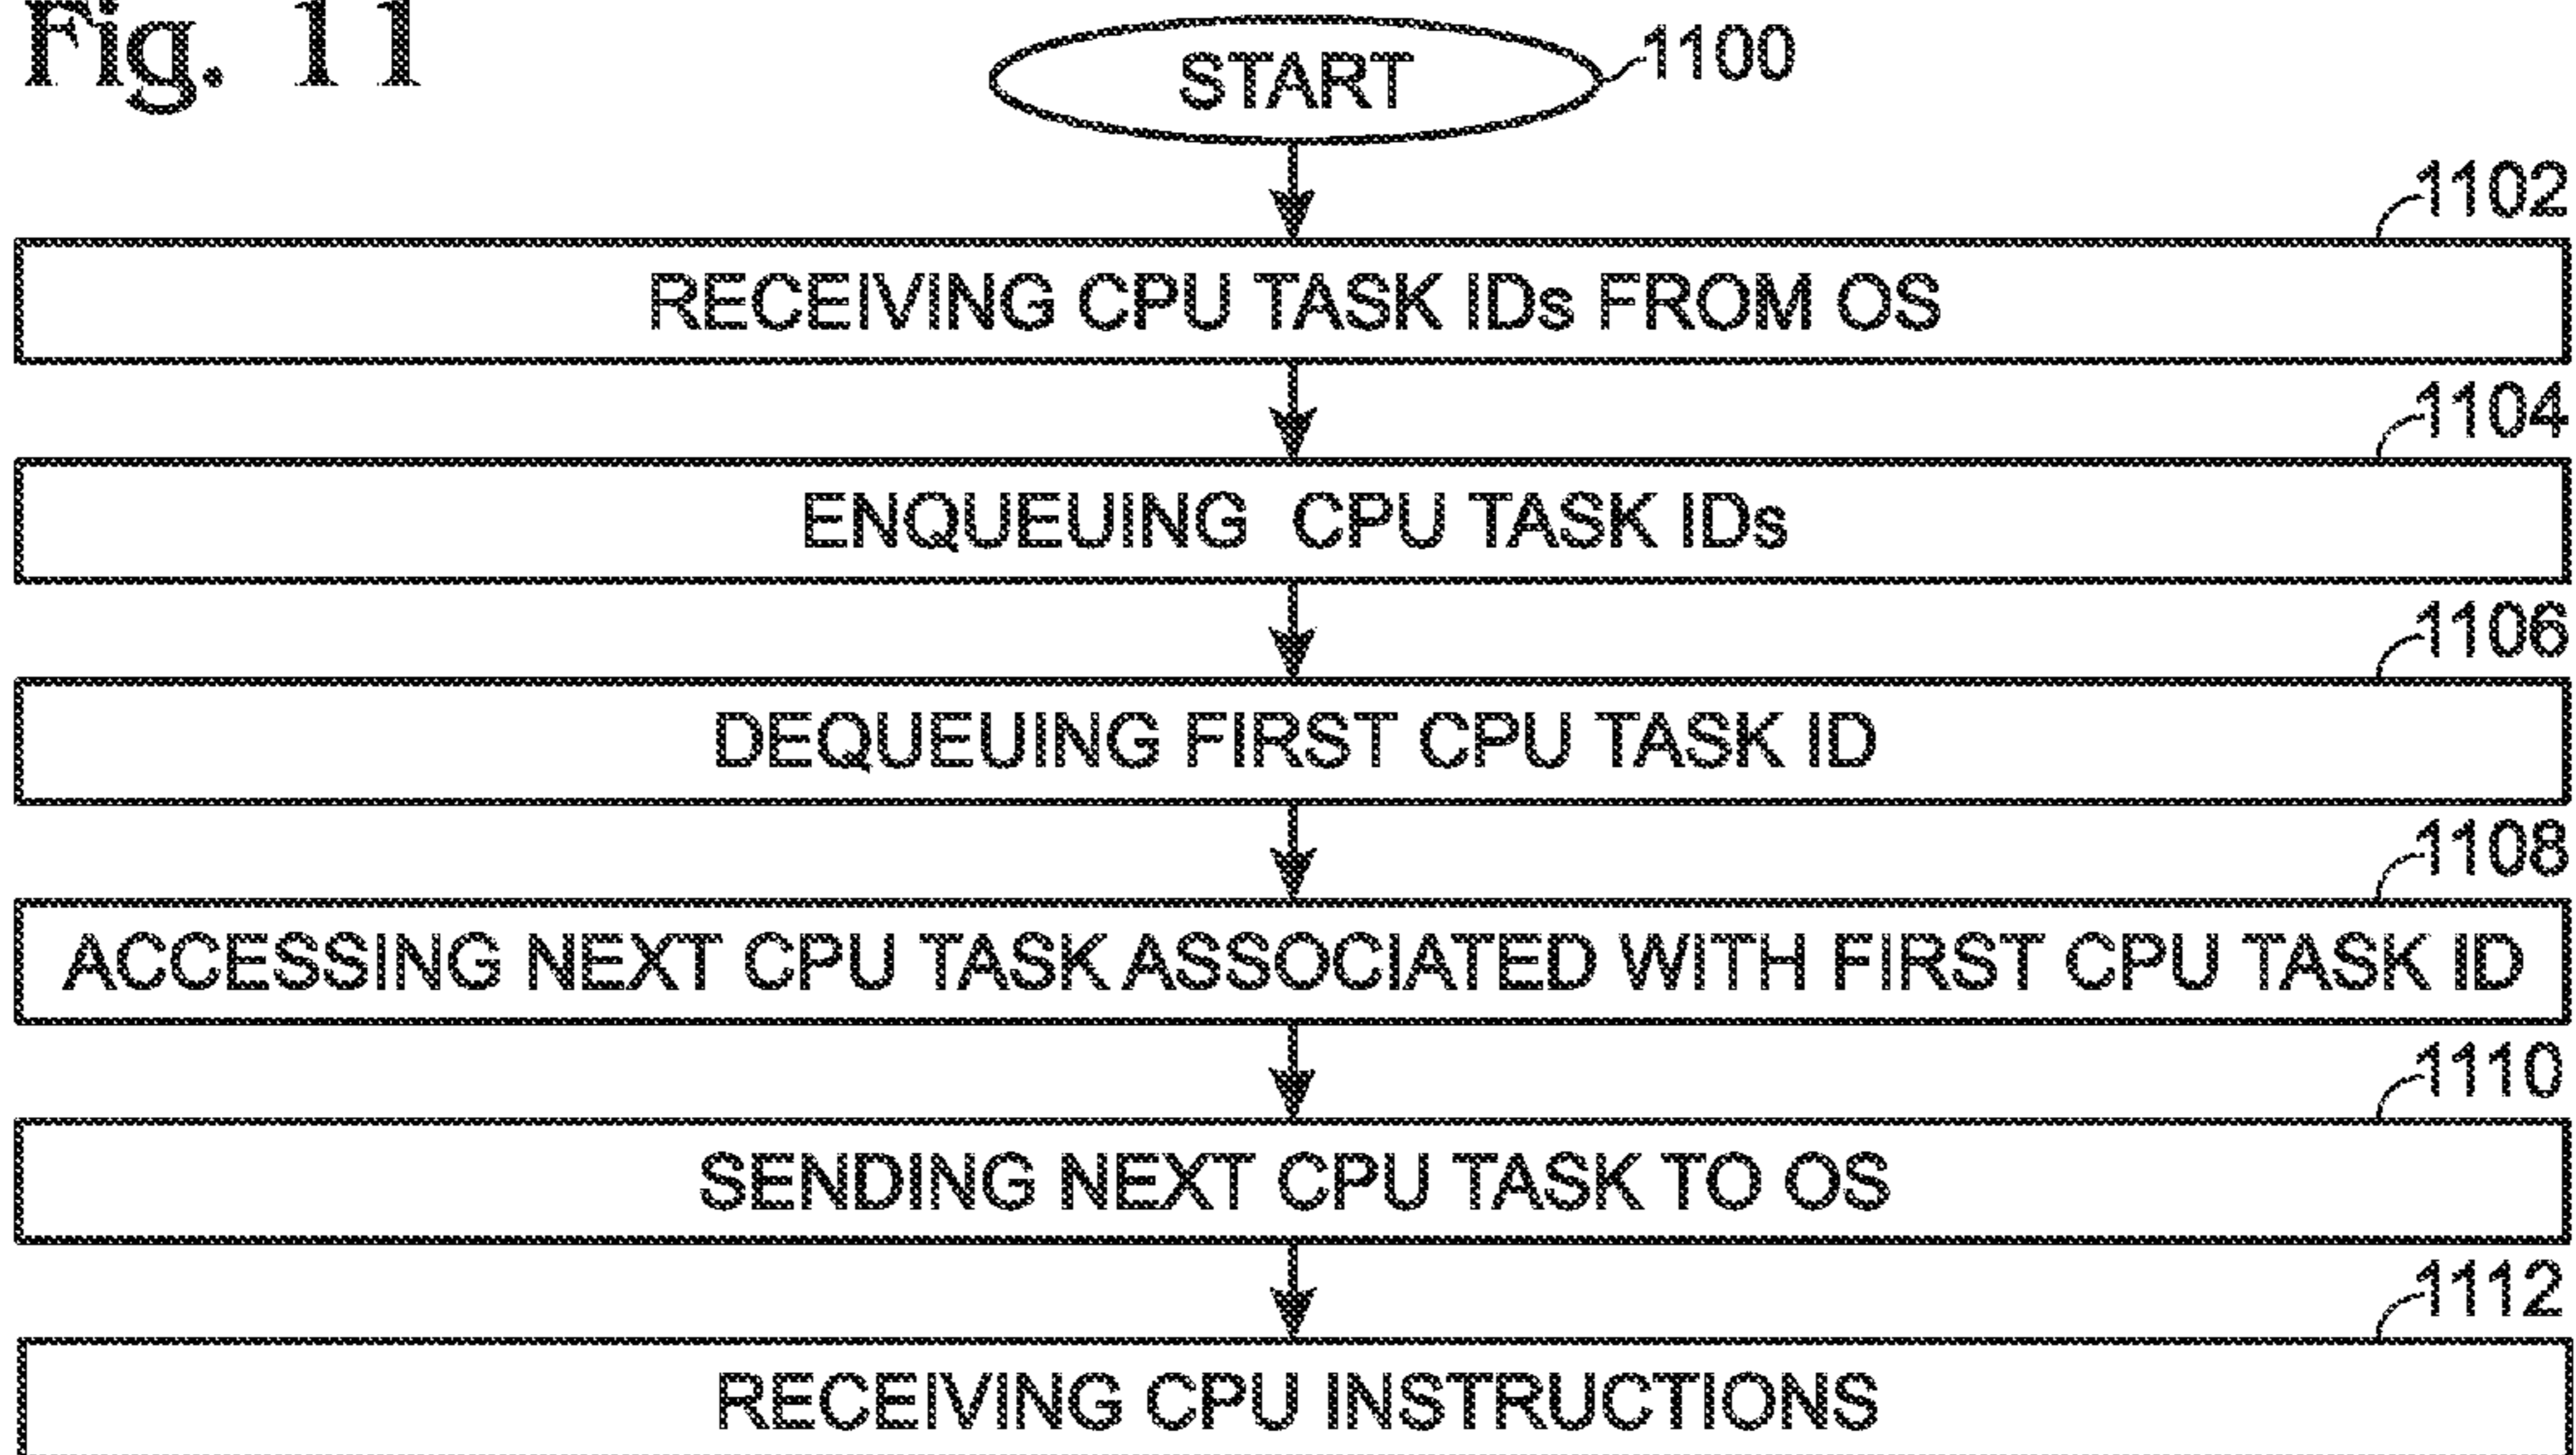 Fig. 11
START
1100
1102
RECEIVING CPU TASK IDs FROM OS
1104
ENQUEUING CPU TASK IDs
1106
DEQUEUING FIRST CPU TASK ID
1108
ACCESSING NEXT CPU TASK ASSOCIATED WITH FIRST CPU TASK ID
1110
SENDING NEXT CPU TASK TO OS
1112
RECEIVING CPU INSTRUCTIONS